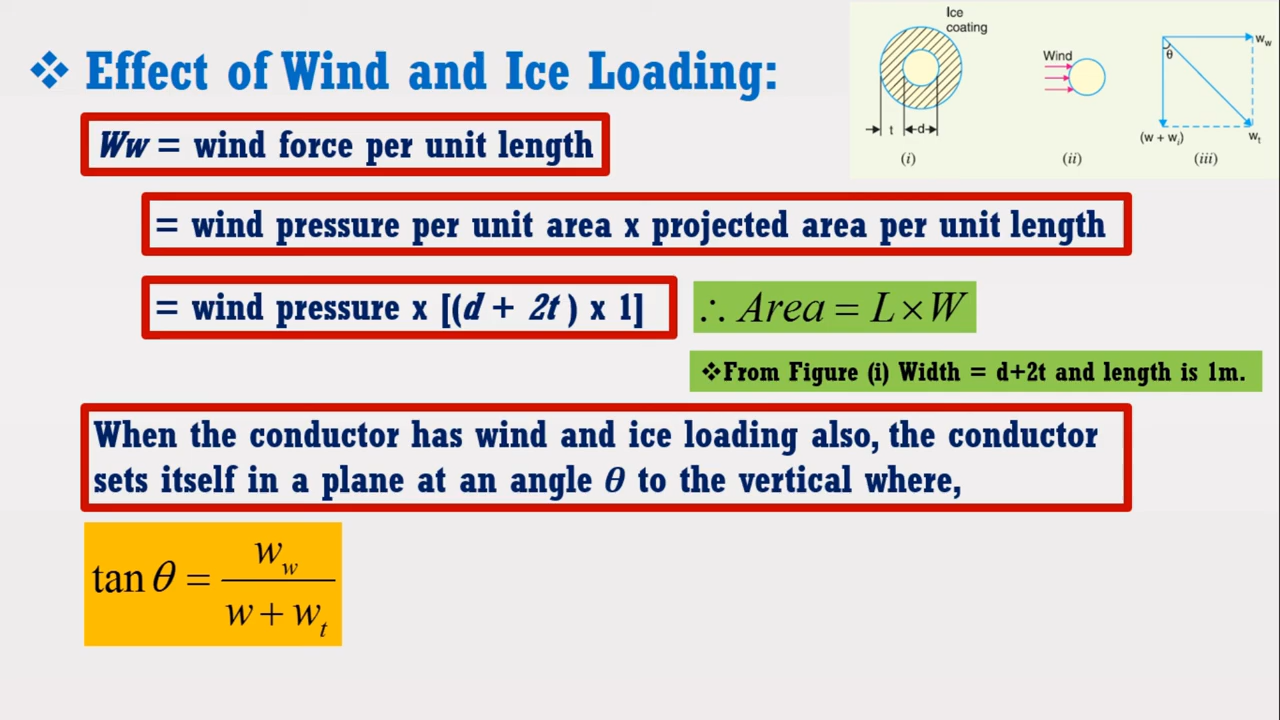 ❖ Effect of Wind and Ice Loading:
Ww = wind force per unit length
= wind pressure per unit area x projected area per unit length
= wind pressure x [(d + 2t ) x 1]
∴ Area = L × W
❖From Figure (i) Width = d+2t and length is 1m.
When the conductor has wind and ice loading also, the conductor
sets itself in a plane at an angle θ to the vertical where,
tan θ = w_w / (w + w_t)
Ice
coating
t
d
(i)
Wind
(ii)
w_w
θ
(w + w_i)
w_t
(iii)